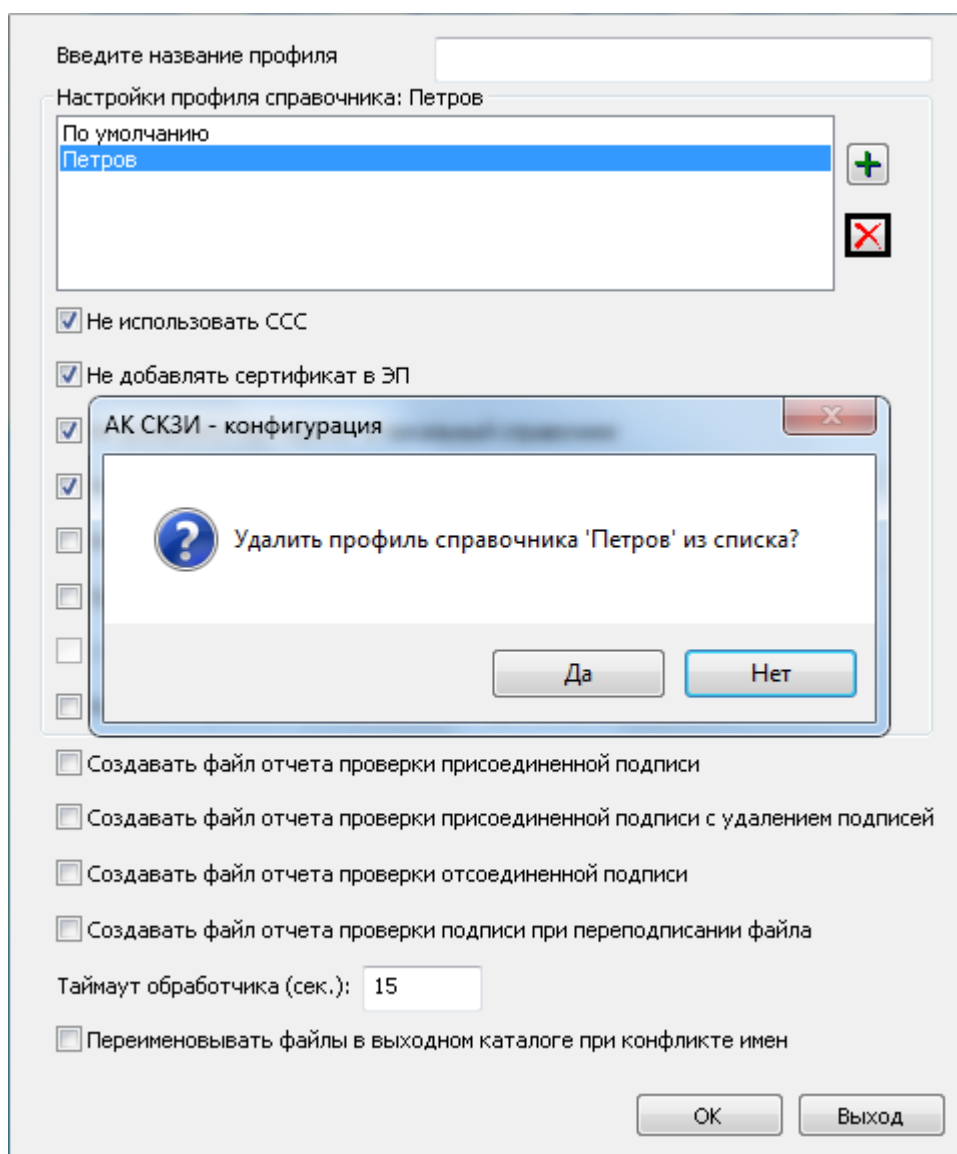 Введите название профиля
Настройки профиля справочника: Петров
По умолчанию
Петров
Не использовать ССС
Не добавлять сертификат в ЭП
АК СКЗИ - конфигурация
Удалить профиль справочника 'Петров' из списка?
Да
Нет
Создавать файл отчета проверки присоединенной подписи
Создавать файл отчета проверки присоединенной подписи с удалением подписей
Создавать файл отчета проверки отсоединенной подписи
Создавать файл отчета проверки подписи при переподписании файла
Таймаут обработчика (сек.): 15
Переименовывать файлы в выходном каталоге при конфликте имен
ОК
Выход